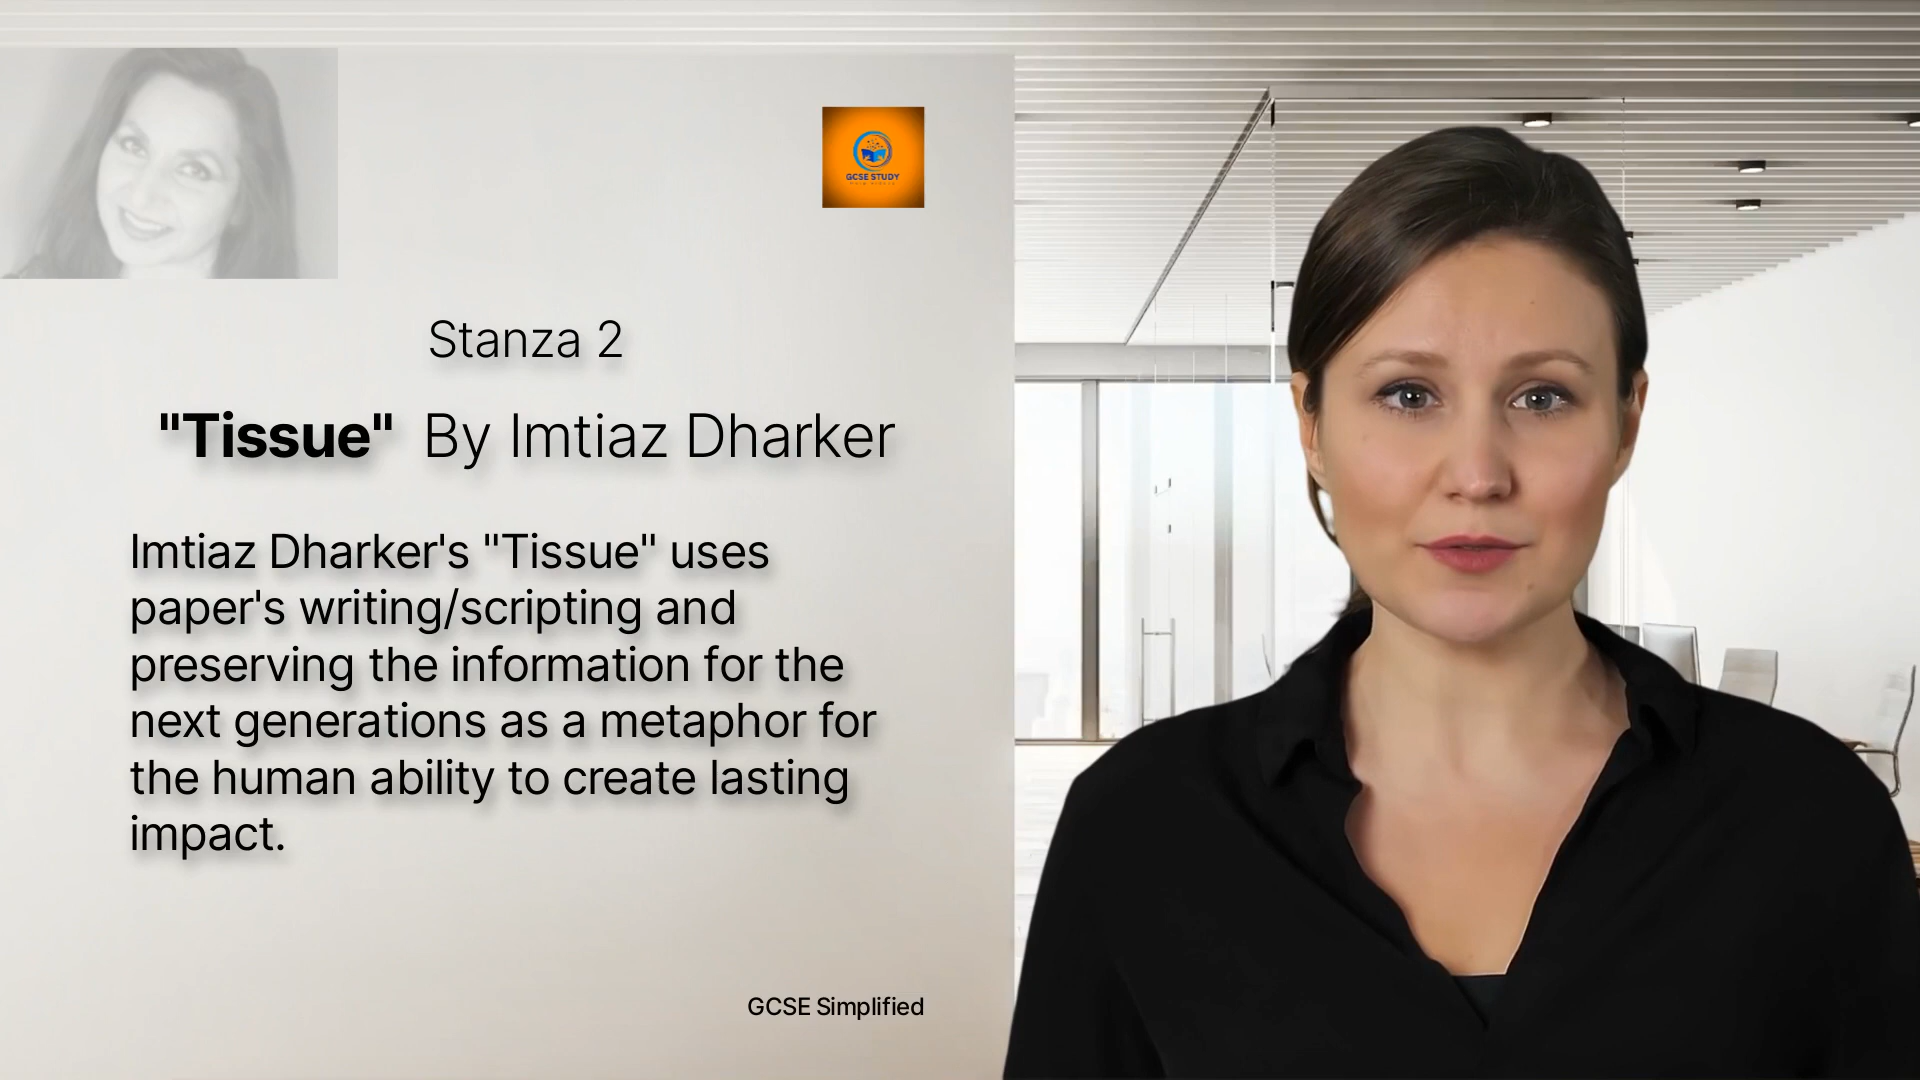 GCSE STUDY
Stanza 2
"Tissue" By Imtiaz Dharker
Imtiaz Dharker's "Tissue" uses
paper's writing/scripting and
preserving the information for the
next generations as a metaphor for
the human ability to create lasting
impact.
GCSE Simplified